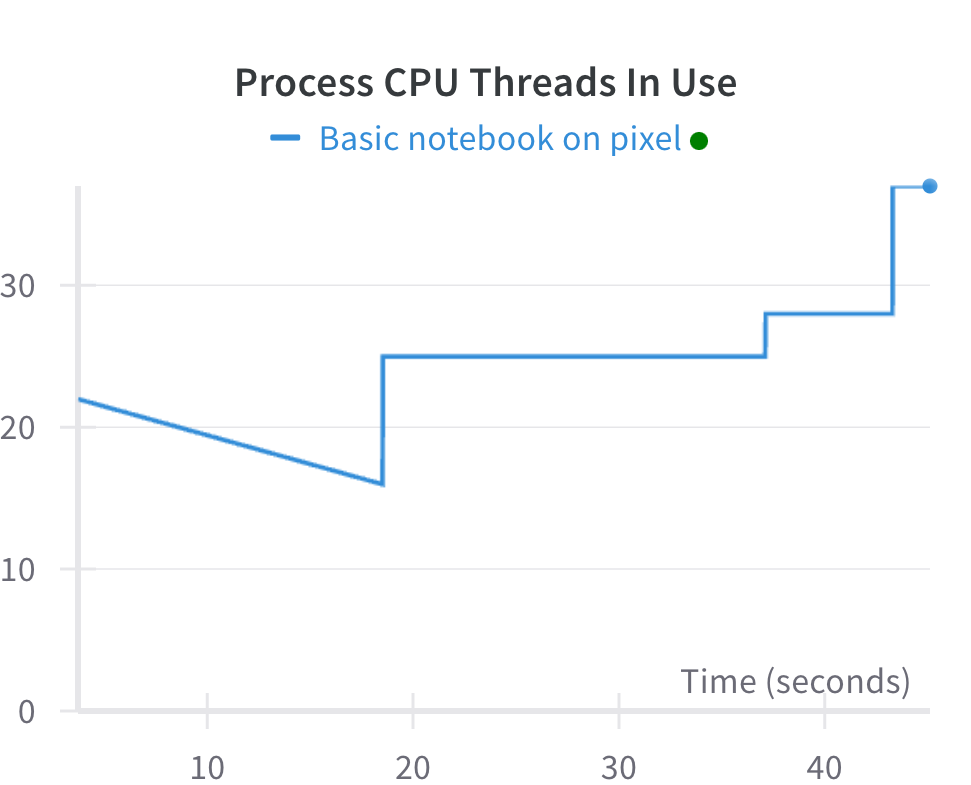 Process CPU Threads In Use
Basic notebook on pixel
30
20
10
0
Time (seconds)
10 20 30 40